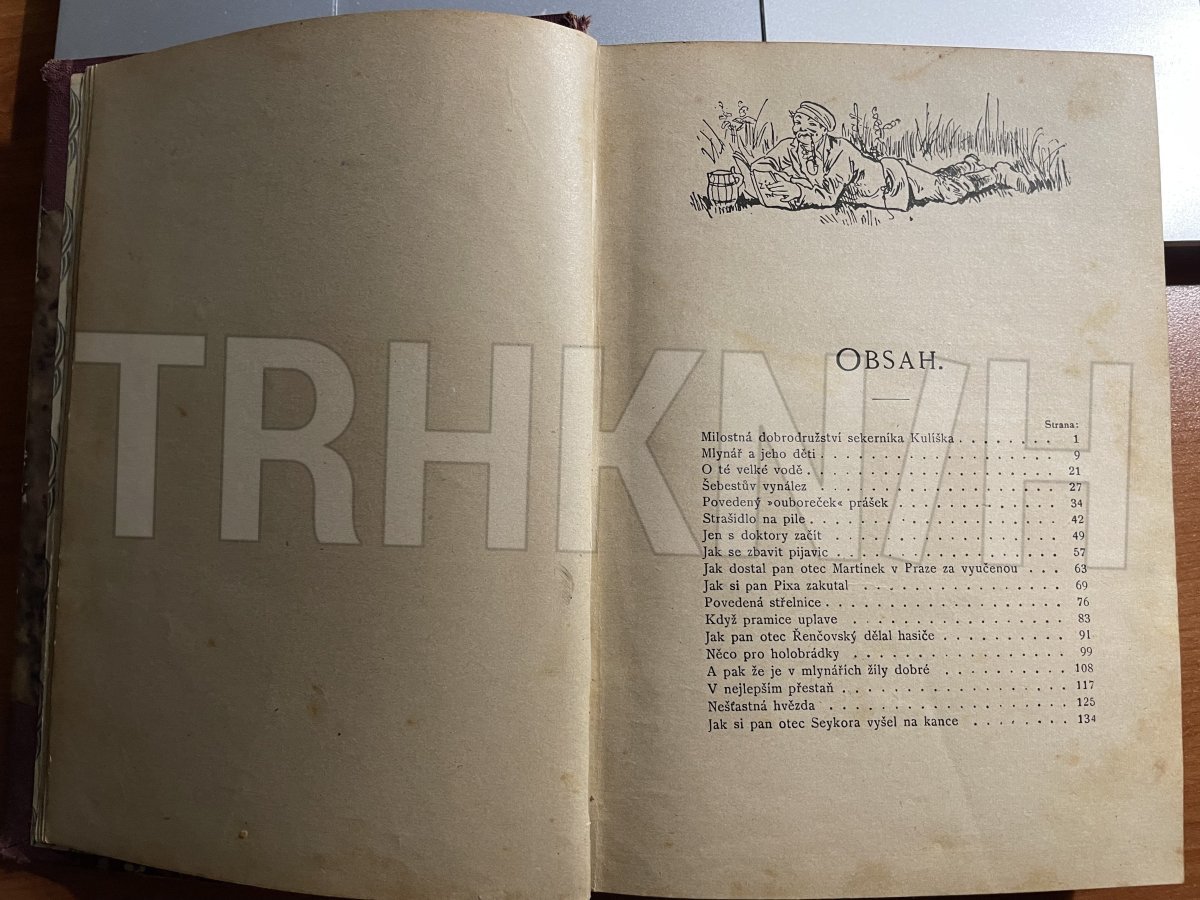 TRHKNIH
OBSAH.
Strana:
Milostná dobrodružství sekerníka Kulíška . . . . . . . . 1
Mlynář a jeho děti . . . . . . . . . . . . . . . . . . . 9
O té velké vodě . . . . . . . . . . . . . . . . . . . . 21
Šebestův vynález . . . . . . . . . . . . . . . . . . . 27
Povedený »ouboreček« prášek . . . . . . . . . . . . . 34
Strašidlo na pile . . . . . . . . . . . . . . . . . . . 42
Jen s doktory začít . . . . . . . . . . . . . . . . . . 49
Jak se zbavit pijavic . . . . . . . . . . . . . . . . . 57
Jak dostal pan otec Martínek v Praze za vyučenou . . . 63
Jak si pan Pixa zakutal . . . . . . . . . . . . . . . . 69
Povedená střelnice . . . . . . . . . . . . . . . . . . 76
Když pramice uplave . . . . . . . . . . . . . . . . . 83
Jak pan otec Řenčovský dělal hasiče . . . . . . . . . . 91
Něco pro holobrádky . . . . . . . . . . . . . . . . . 99
A pak že je v mlynářích žíly dobré . . . . . . . . . . 108
V nejlepším přestaň . . . . . . . . . . . . . . . . . 117
Nešťastná hvězda . . . . . . . . . . . . . . . . . . 125
Jak si pan otec Seykora vyšel na kance . . . . . . . . 134